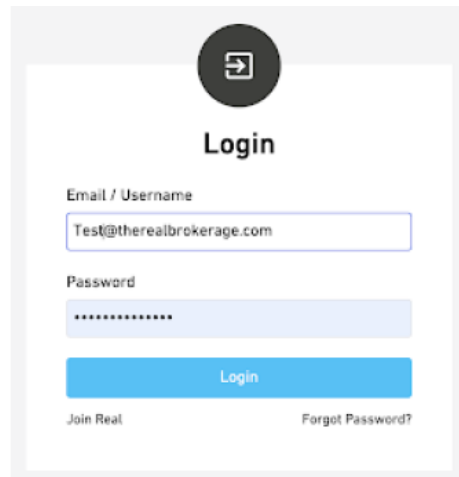 Login
Email / Username
Test@therealbrokerage.com
Password
••••••••••••••
Login
Join Real
Forgot Password?